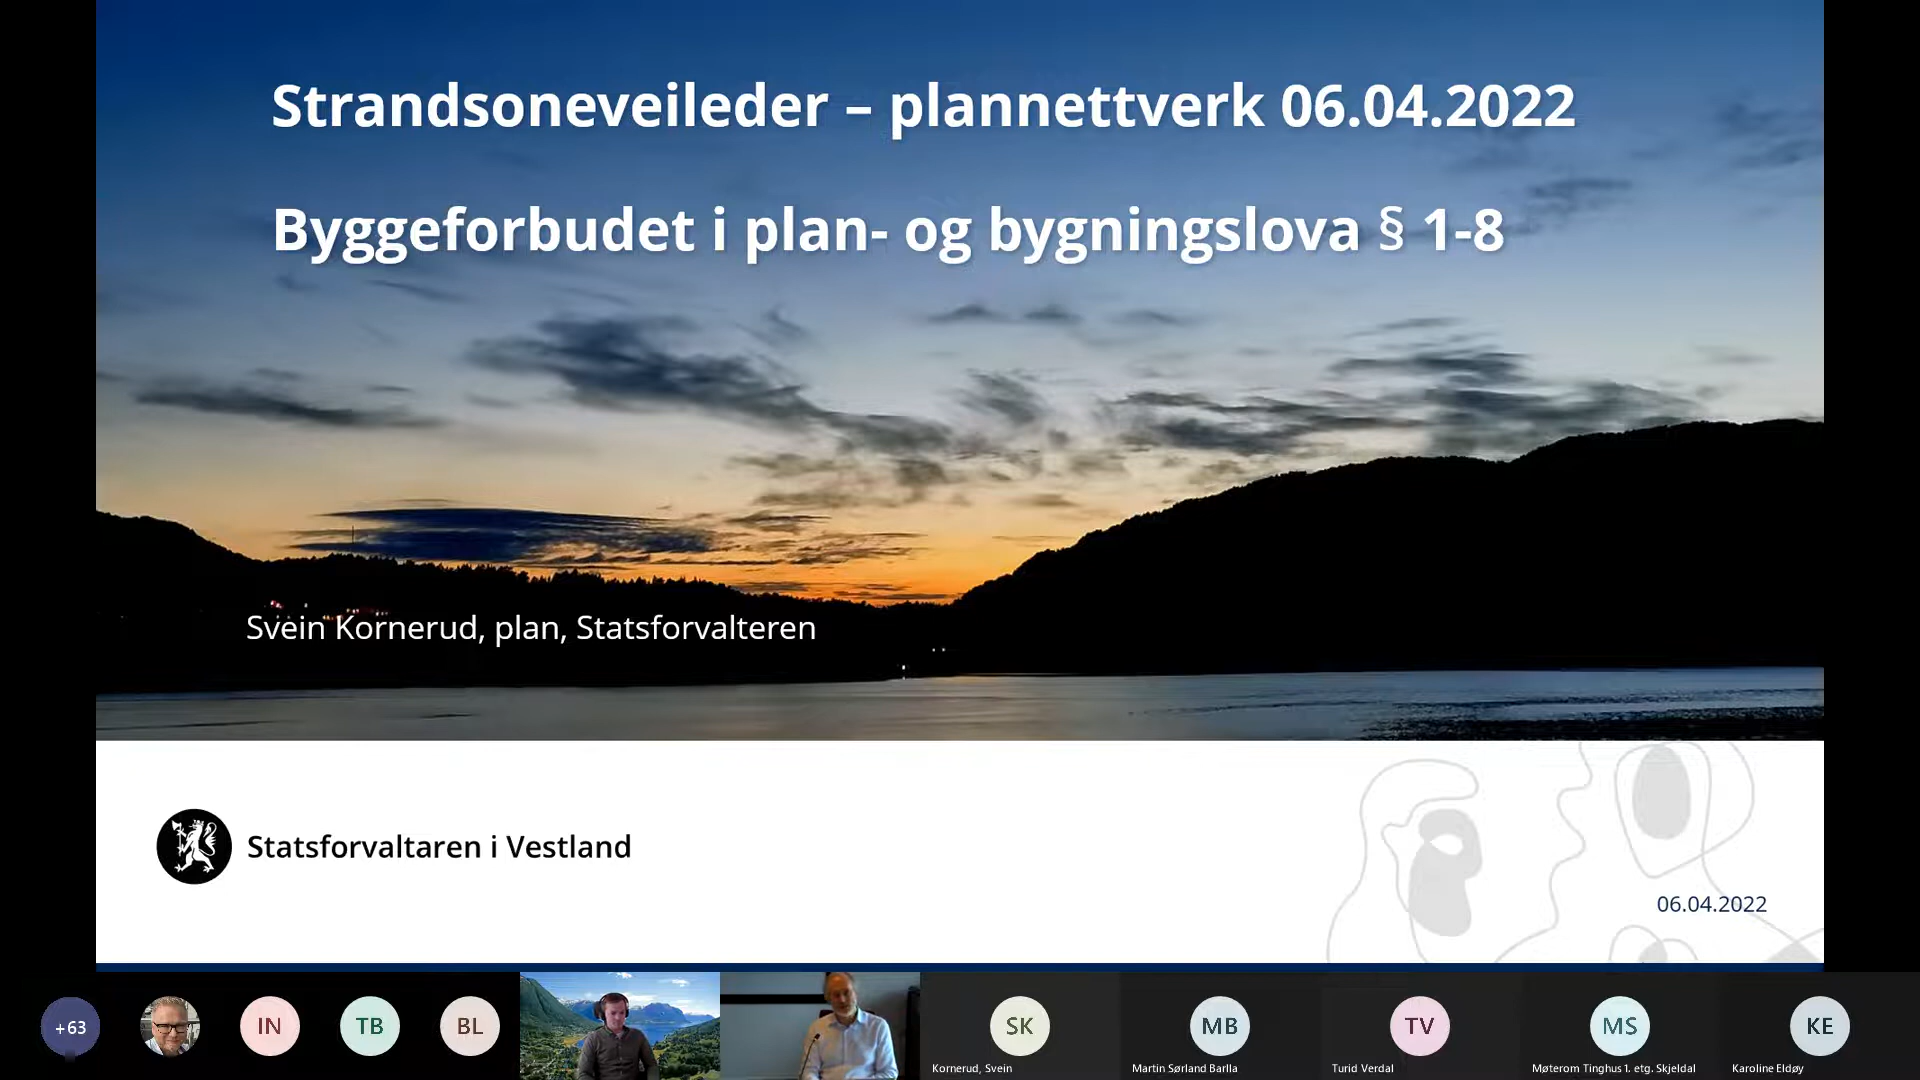 Strandsoneveileder – plannettverk 06.04.2022
Byggeforbudet i plan- og bygningslova § 1-8
Svein Kornerud, plan, Statsforvalteren
Statsforvaltaren i Vestland
06.04.2022
+63
IN
TB
BL
SK
MB
TV
MS
KE
Kornerud, Svein
Martin Sørland Barlla
Turid Verdal
Møterom Tinghus 1. etg. Skjeldal
Karoline Eldøy